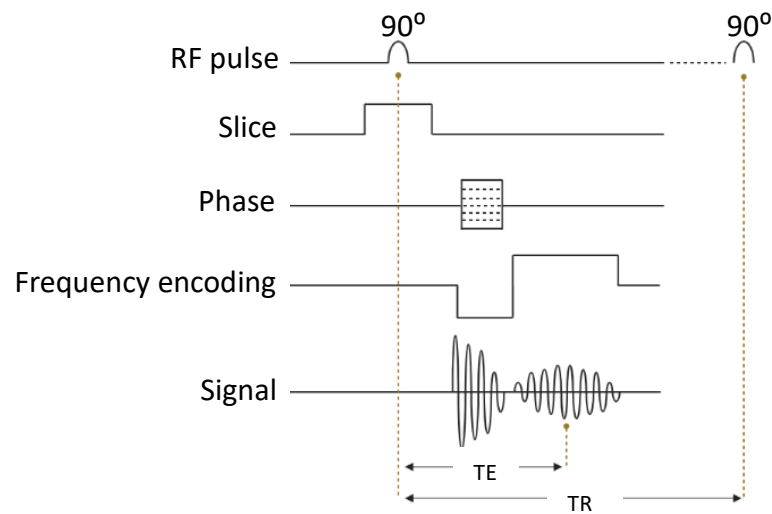 90º 90º
RF pulse
Slice
Phase
Frequency encoding
Signal
TE
TR